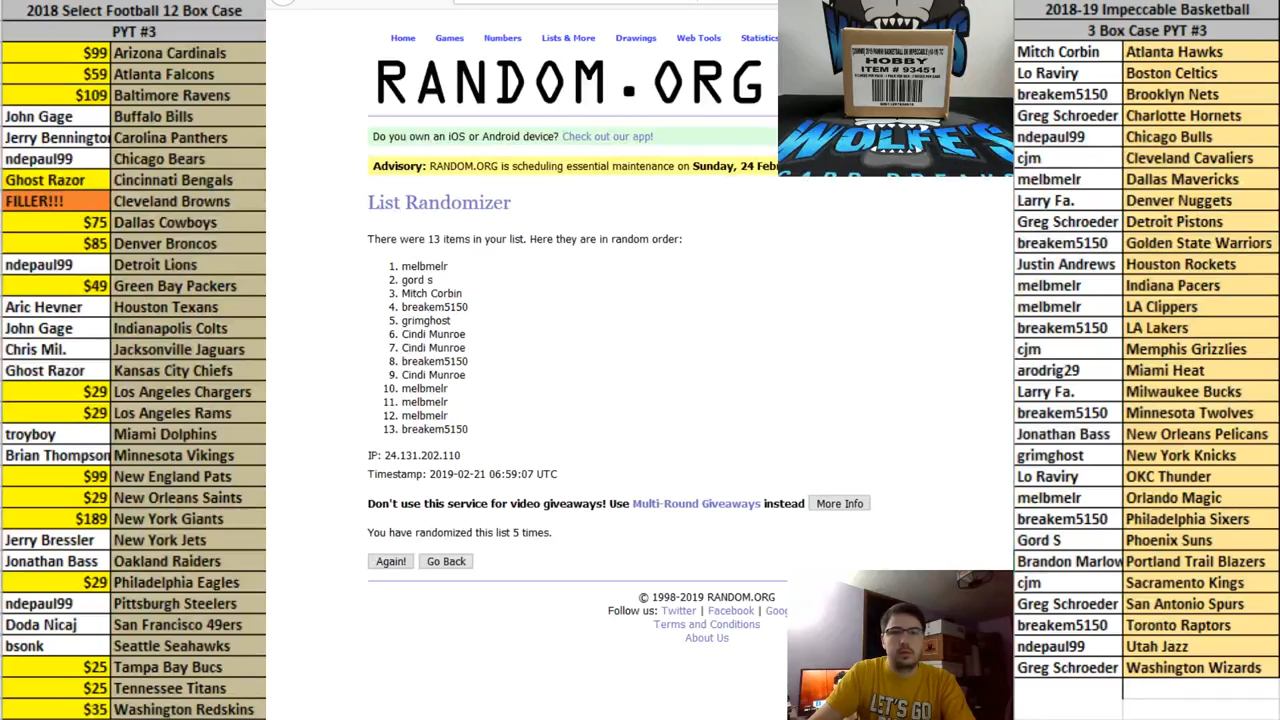 2018 Select Football 12 Box Case
PYT #3
$99 Arizona Cardinals
$59 Atlanta Falcons
$109 Baltimore Ravens
John Gage Buffalo Bills
Jerry Bennington Carolina Panthers
ndepaul99 Chicago Bears
Ghost Razor Cincinnati Bengals
FILLER!!! Cleveland Browns
$75 Dallas Cowboys
$85 Denver Broncos
ndepaul99 Detroit Lions
$49 Green Bay Packers
Aric Hevner Houston Texans
John Gage Indianapolis Colts
Chris Mil. Jacksonville Jaguars
Ghost Razor Kansas City Chiefs
$29 Los Angeles Chargers
$29 Los Angeles Rams
troyboy Miami Dolphins
Brian Thompson Minnesota Vikings
$99 New England Pats
$29 New Orleans Saints
$189 New York Giants
Jerry Bressler New York Jets
Jonathan Bass Oakland Raiders
$29 Philadelphia Eagles
ndepaul99 Pittsburgh Steelers
Doda Nicaj San Francisco 49ers
bsonk Seattle Seahawks
$25 Tampa Bay Bucs
$25 Tennessee Titans
$35 Washington Redskins
Home Games Numbers Lists & More Drawings Web Tools Statistics
RANDOM.ORG
Do you own an iOS or Android device? Check out our app!
Advisory: RANDOM.ORG is scheduling essential maintenance on Sunday, 24 Feb
List Randomizer
There were 13 items in your list. Here they are in random order:
1. melbmelr
2. gord s
3. Mitch Corbin
4. breakem5150
5. grimghost
6. Cindi Munroe
7. Cindi Munroe
8. breakem5150
9. Cindi Munroe
10. melbmelr
11. melbmelr
12. melbmelr
13. breakem5150
IP: 24.131.202.110
Timestamp: 2019-02-21 06:59:07 UTC
Don't use this service for video giveaways! Use Multi-Round Giveaways instead More Info
You have randomized this list 5 times.
Again! Go Back
© 1998-2019 RANDOM.ORG
Follow us: Twitter | Facebook | Goo
Terms and Conditions
About Us
HOBBY
ITEM # 93451
WOLFE'S
CARD BREAKS
LET'S GO
2018-19 Impeccable Basketball
3 Box Case PYT #3
Mitch Corbin Atlanta Hawks
Lo Raviry Boston Celtics
breakem5150 Brooklyn Nets
Greg Schroeder Charlotte Hornets
ndepaul99 Chicago Bulls
cjm Cleveland Cavaliers
melbmelr Dallas Mavericks
Larry Fa. Denver Nuggets
Greg Schroeder Detroit Pistons
breakem5150 Golden State Warriors
Justin Andrews Houston Rockets
melbmelr Indiana Pacers
melbmelr LA Clippers
breakem5150 LA Lakers
cjm Memphis Grizzlies
arodrig29 Miami Heat
Larry Fa. Milwaukee Bucks
breakem5150 Minnesota Twolves
Jonathan Bass New Orleans Pelicans
grimghost New York Knicks
Lo Raviry OKC Thunder
melbmelr Orlando Magic
breakem5150 Philadelphia Sixers
Gord S Phoenix Suns
Brandon Marlow Portland Trail Blazers
cjm Sacramento Kings
Greg Schroeder San Antonio Spurs
breakem5150 Toronto Raptors
ndepaul99 Utah Jazz
Greg Schroeder Washington Wizards